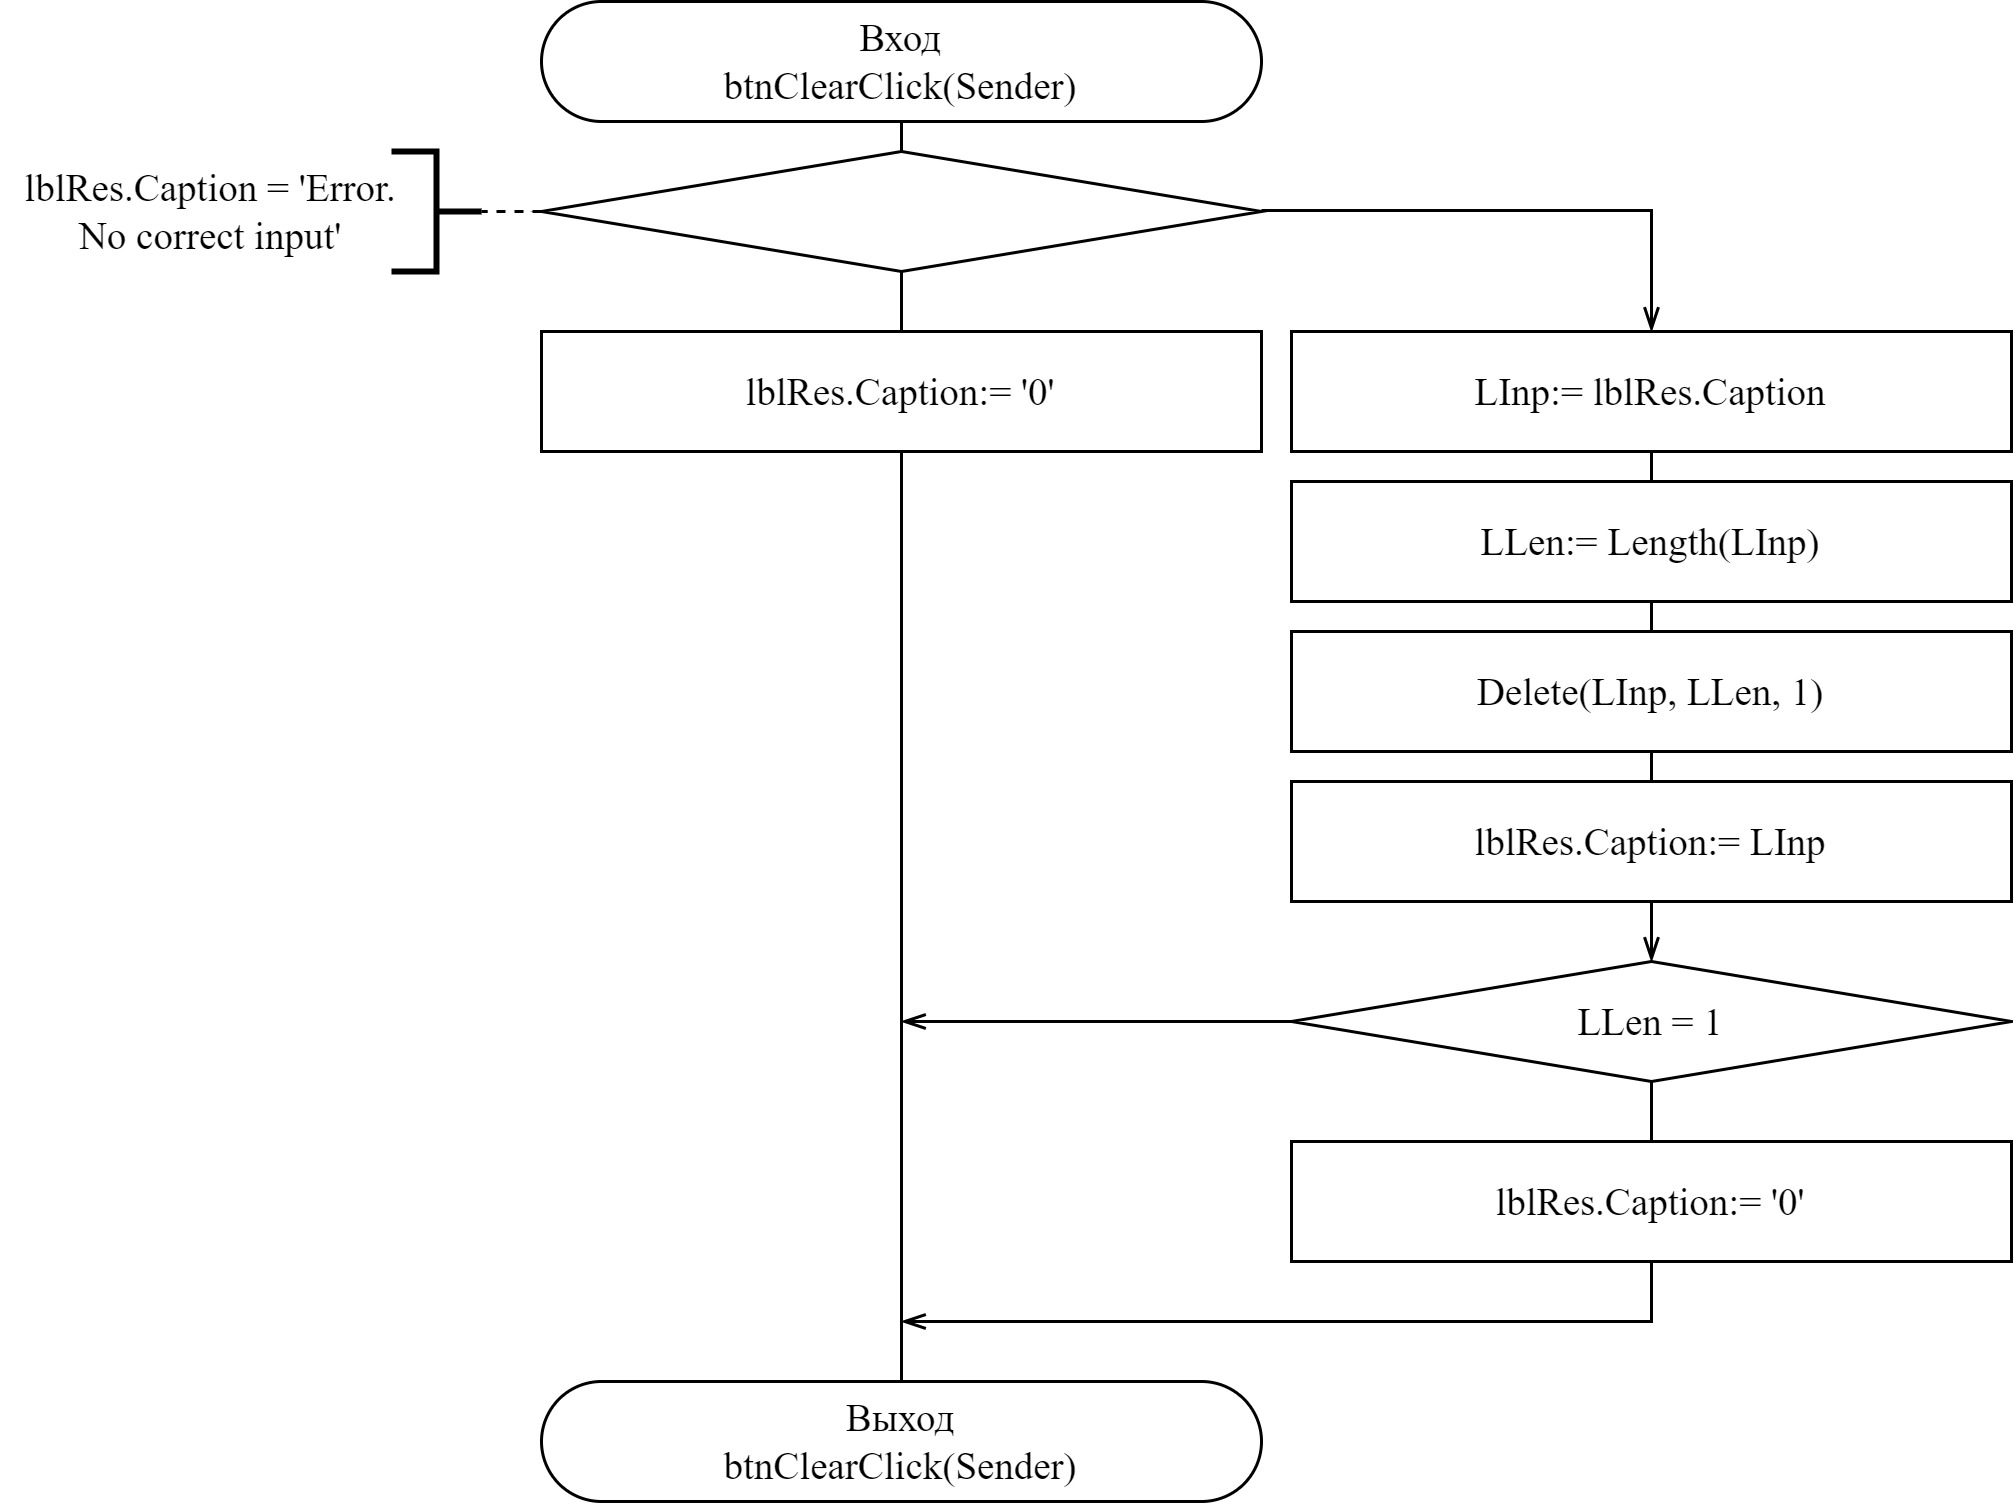 Вход
btnClearClick(Sender)
lblRes.Caption = 'Error.
No correct input'
lblRes.Caption:= '0'
LInp:= lblRes.Caption
LLen:= Length(LInp)
Delete(LInp, LLen, 1)
lblRes.Caption:= LInp
LLen = 1
lblRes.Caption:= '0'
Выход
btnClearClick(Sender)